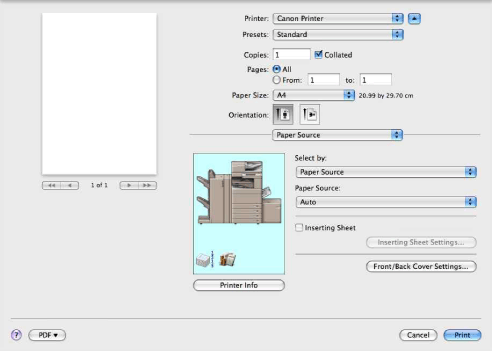 Printer: Canon Printer
Presets: Standard
Copies: 1 Collated
Pages: All
From: 1 to: 1
Paper Size: A4 20.99 by 29.70 cm
Orientation:
Paper Source
Select by:
Paper Source
Paper Source:
Auto
1 of 1
Inserting Sheet
Inserting Sheet Settings...
Front/Back Cover Settings...
Printer Info
? PDF ▾ Cancel Print